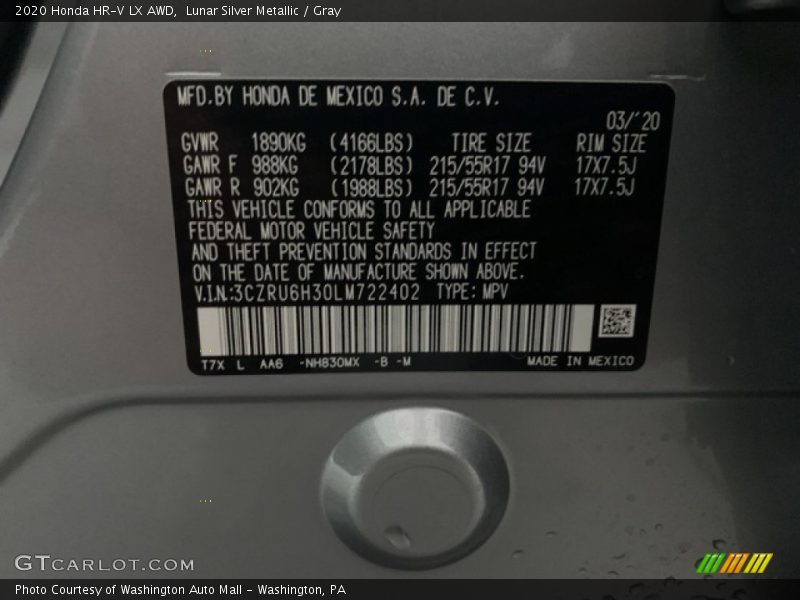 2020 Honda HR-V LX AWD,  Lunar Silver Metallic / Gray
MFD.BY HONDA DE MEXICO S.A. DE C.V.
03/'20
GVWR 1890KG (4166LBS) TIRE SIZE RIM SIZE
GAWR F 988KG (2178LBS) 215/55R17 94V 17X7.5J
GAWR R 902KG (1988LBS) 215/55R17 94V 17X7.5J
THIS VEHICLE CONFORMS TO ALL APPLICABLE
FEDERAL MOTOR VEHICLE SAFETY
AND THEFT PREVENTION STANDARDS IN EFFECT
ON THE DATE OF MANUFACTURE SHOWN ABOVE.
V.I.N:3CZRU6H30LM722402 TYPE: MPV
T7X L AA6 -NH830MX -B -M MADE IN MEXICO
GTCARLOT.COM
Photo Courtesy of Washington Auto Mall - Washington, PA